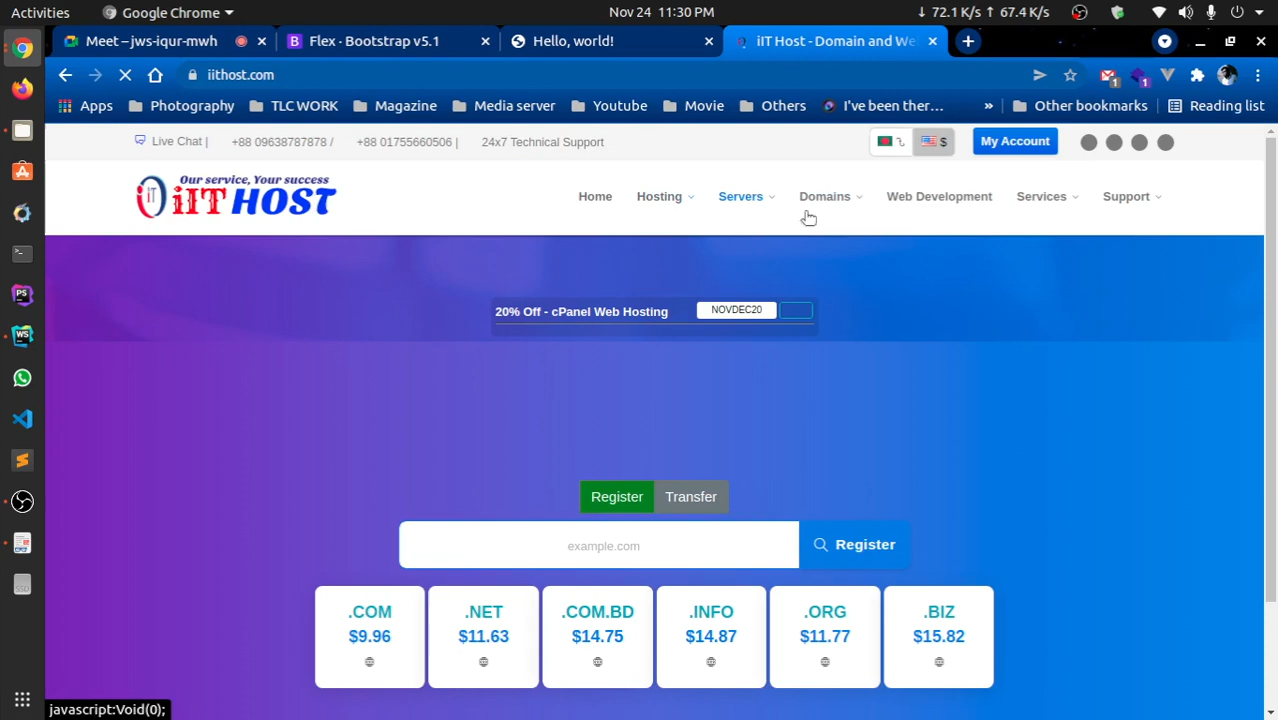 Activities
Google Chrome
Nov 24 11:30 PM
↓ 72.1 K/s ↑ 67.4 K/s
Meet – jws-iqur-mwh
Flex · Bootstrap v5.1
Hello, world!
iIT Host - Domain and We
iithost.com
Apps
Photography
TLC WORK
Magazine
Media server
Youtube
Movie
Others
I've been ther...
»
Other bookmarks
Reading list
Live Chat |
+88 09638787878 /
+88 01755660506 |
24x7 Technical Support
$
My Account
Our service, Your success
iIT HOST
Home
Hosting
Servers
Domains
Web Development
Services
Support
20% Off - cPanel Web Hosting
NOVDEC20
Register
Transfer
example.com
Register
.COM
$9.96
.NET
$11.63
.COM.BD
$14.75
.INFO
$14.87
.ORG
$11.77
.BIZ
$15.82
javascript:Void(0);